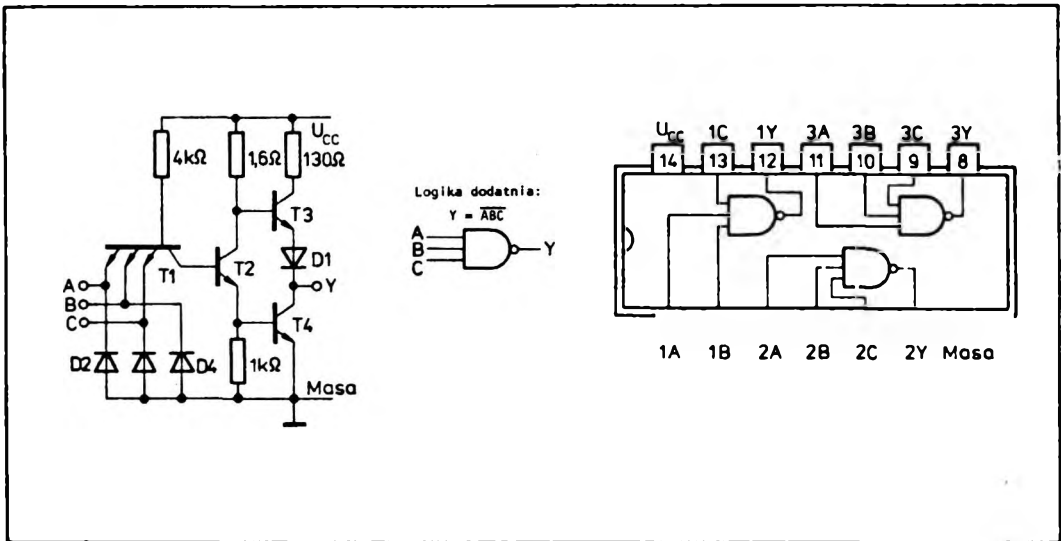 U_CC
4kΩ
1,6Ω
130Ω
T3
D1
T1
T2
Y
A
B
C
T4
D2
D4
1kΩ
Masa
Logika dodatnia:
Y = \overline{ABC}
A
B
C
Y
U_CC 1C 1Y 3A 3B 3C 3Y
14 13 12 11 10 9 8
1A 1B 2A 2B 2C 2Y Masa